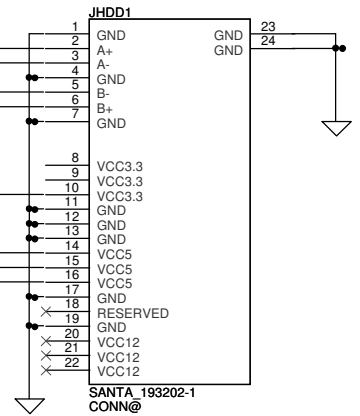 JHDD1
1 GND GND 23
2 A+ GND 24
3 A-
4 GND
5 B-
6 B+
7 GND
8 VCC3.3
9 VCC3.3
10 VCC3.3
11 GND
12 GND
13 GND
14 VCC5
15 VCC5
16 VCC5
17 GND
18 RESERVED
19 GND
20 VCC12
21 VCC12
22 VCC12
SANTA_193202-1
CONN@